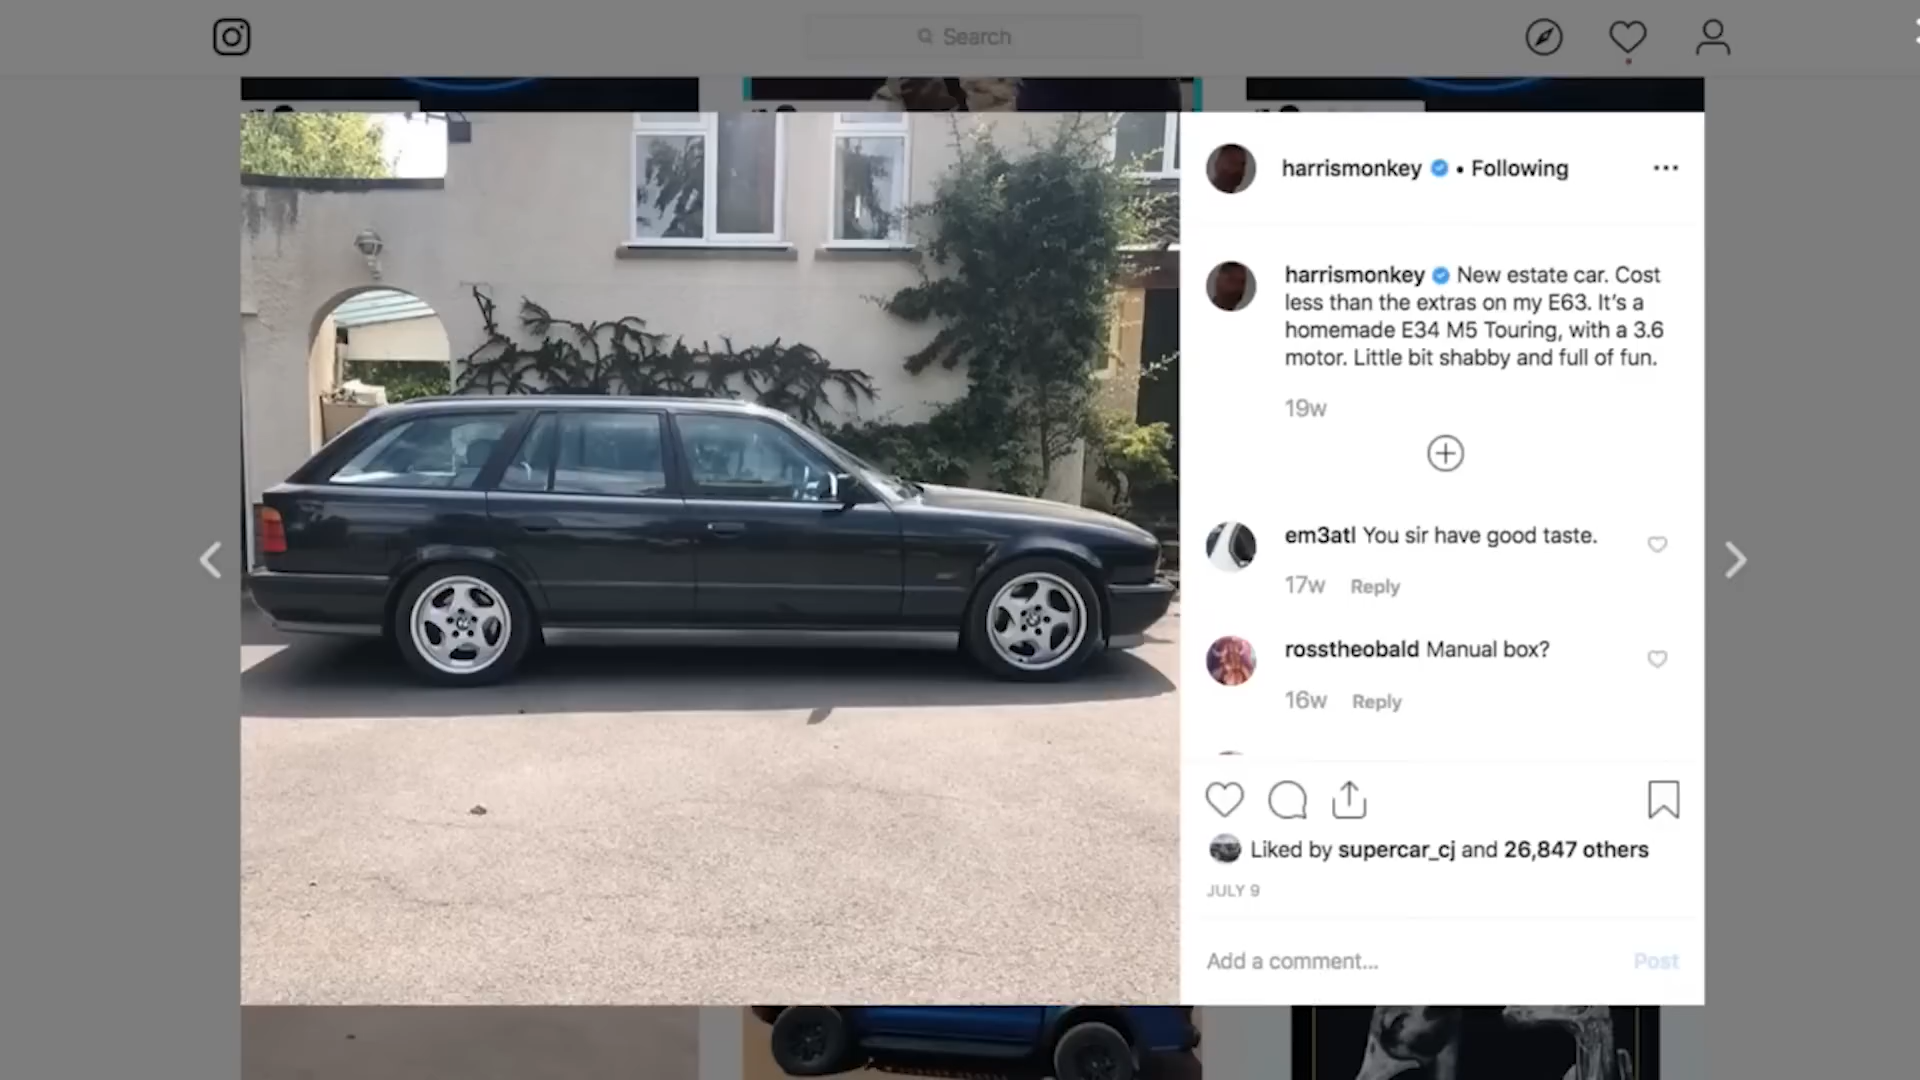 Search
harrismonkey • Following
harrismonkey New estate car. Cost
less than the extras on my E63. It’s a
homemade E34 M5 Touring, with a 3.6
motor. Little bit shabby and full of fun.
19w
em3atl You sir have good taste.
17w Reply
rosstheobald Manual box?
16w Reply
Liked by supercar_cj and 26,847 others
JULY 9
Add a comment...
Post